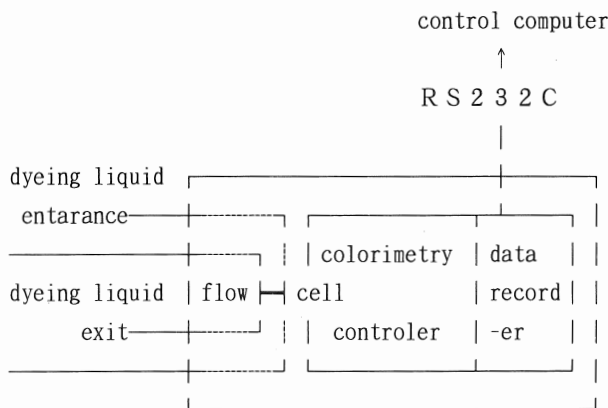 control computer
RS232C
dyeing liquid
entarance
colorimetry data
dyeing liquid flow cell record
exit controler -er